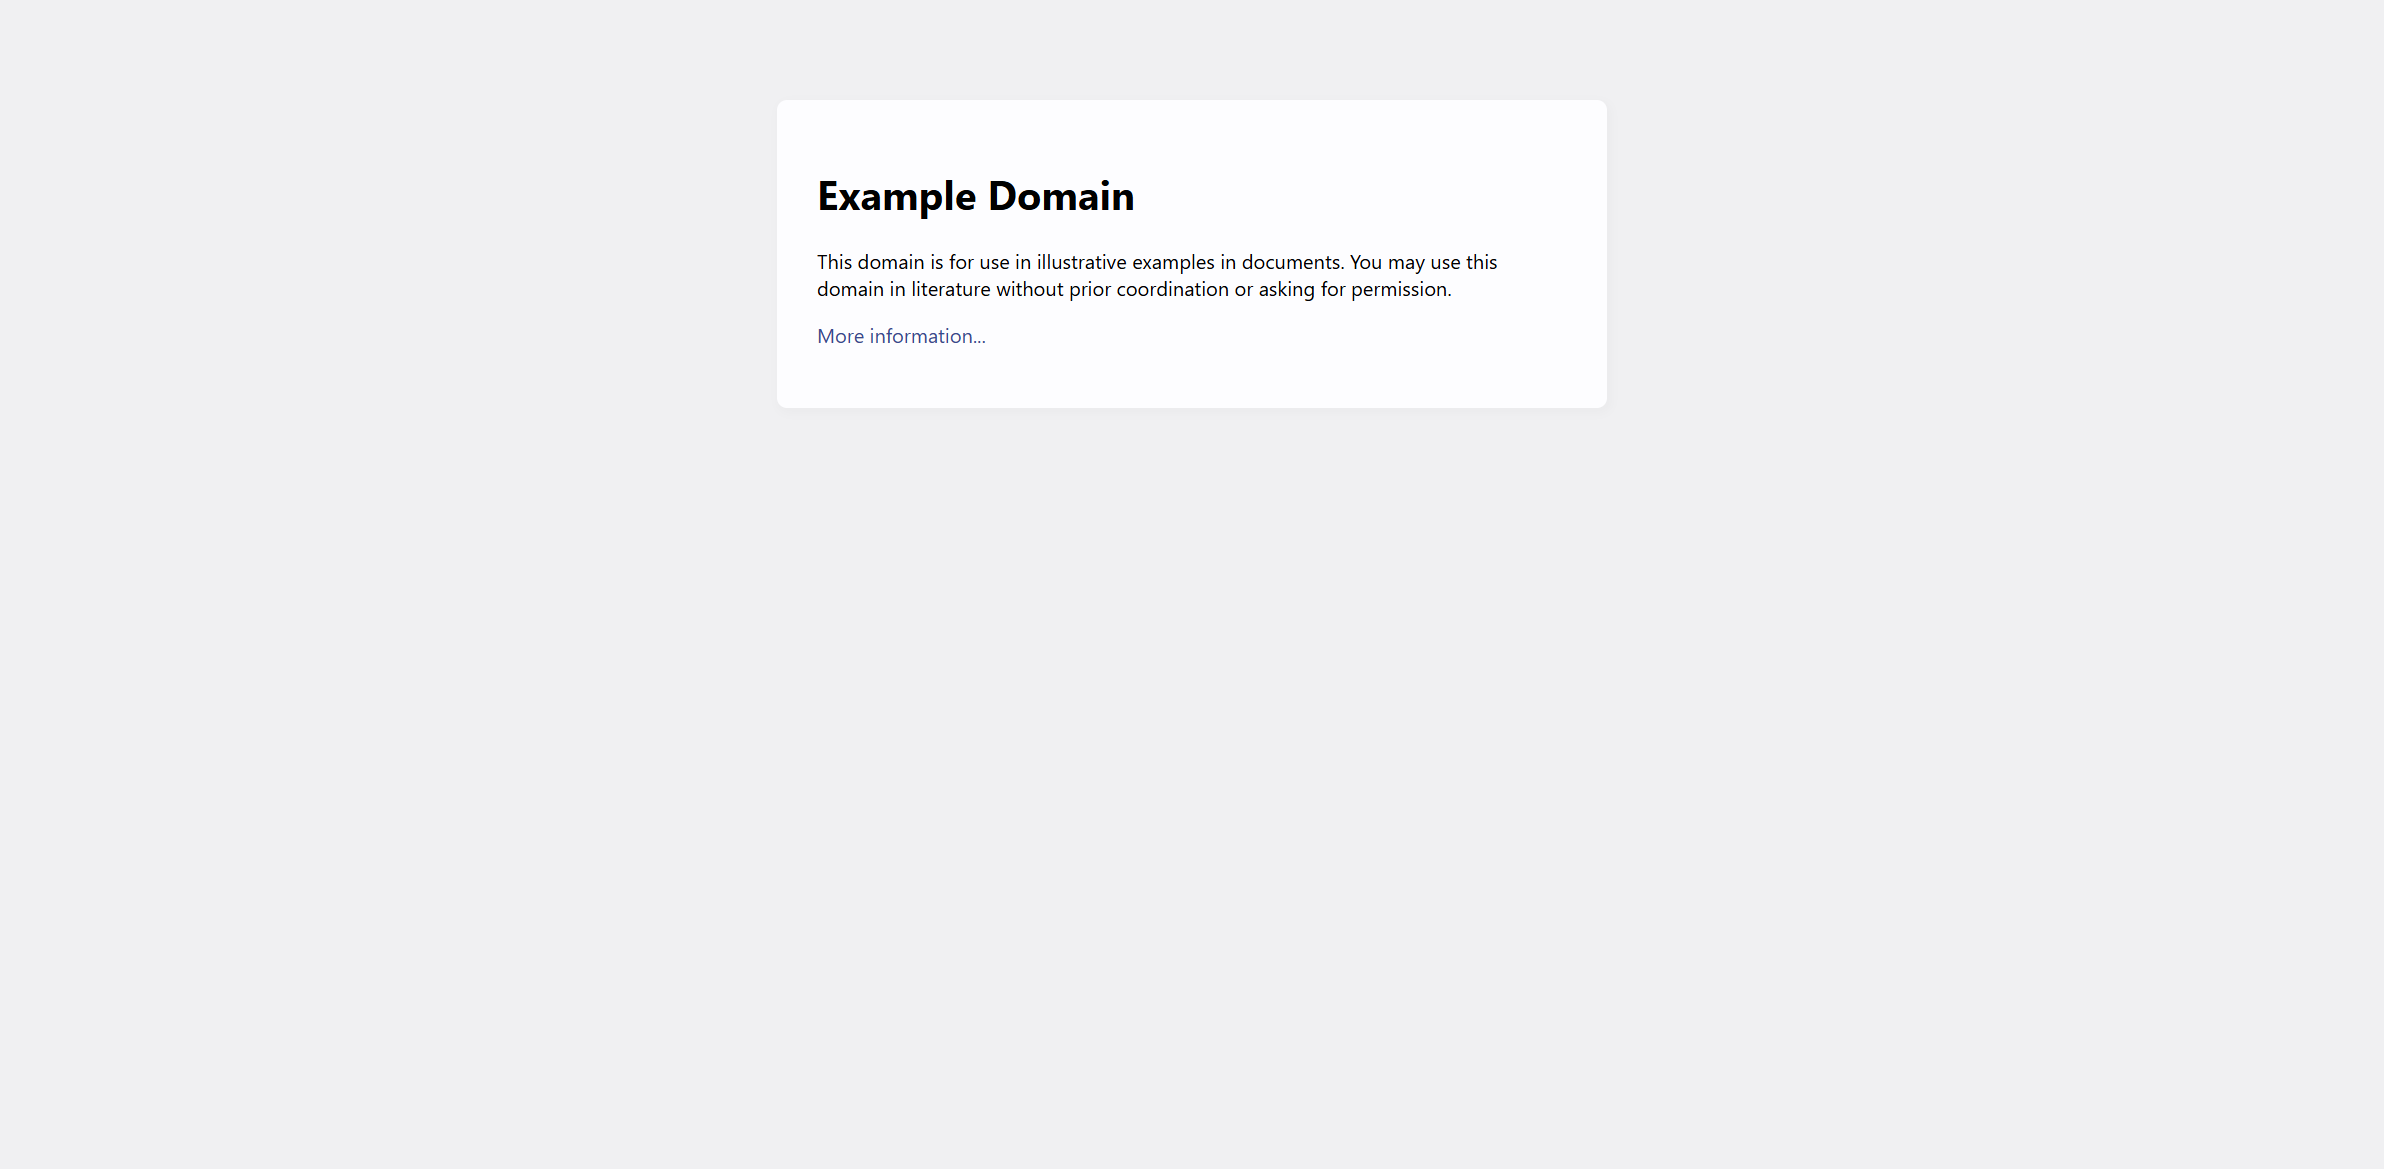 Example Domain
This domain is for use in illustrative examples in documents. You may use this
domain in literature without prior coordination or asking for permission.
More information...